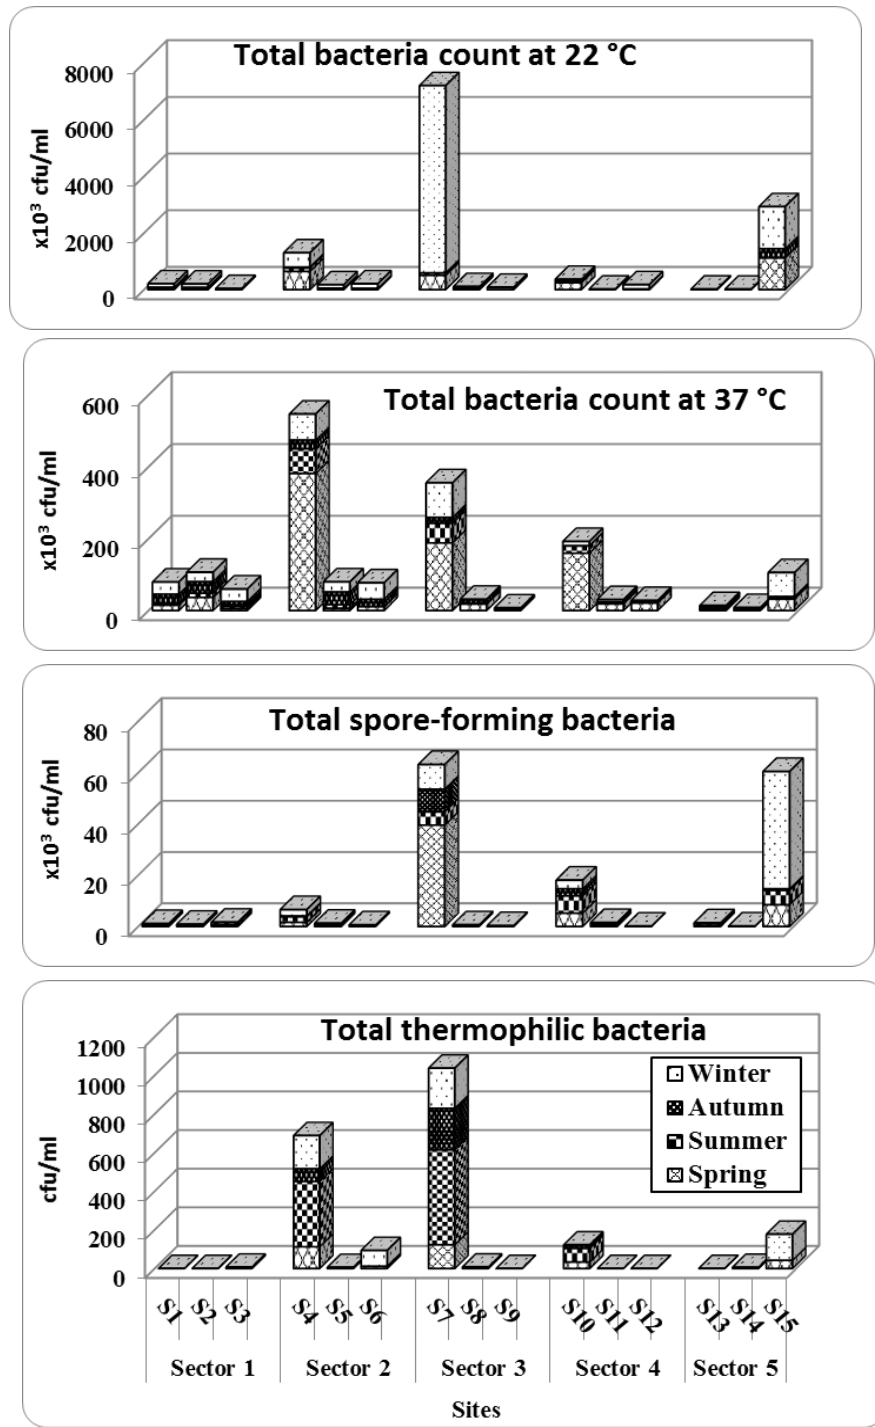 Total bacteria count at 22 °C
8000
6000
4000
2000
0
x10³ cfu/ml
Total bacteria count at 37 °C
600
400
200
0
x10³ cfu/ml
Total spore-forming bacteria
80
60
40
20
0
x10³ cfu/ml
Total thermophilic bacteria
1200
1000
800
600
400
200
0
cfu/ml
Winter
Autumn
Summer
Spring
S1 S2 S3 S4 S5 S6 S7 S8 S9 S10 S11 S12 S13 S14 S15
Sector 1 Sector 2 Sector 3 Sector 4 Sector 5
Sites